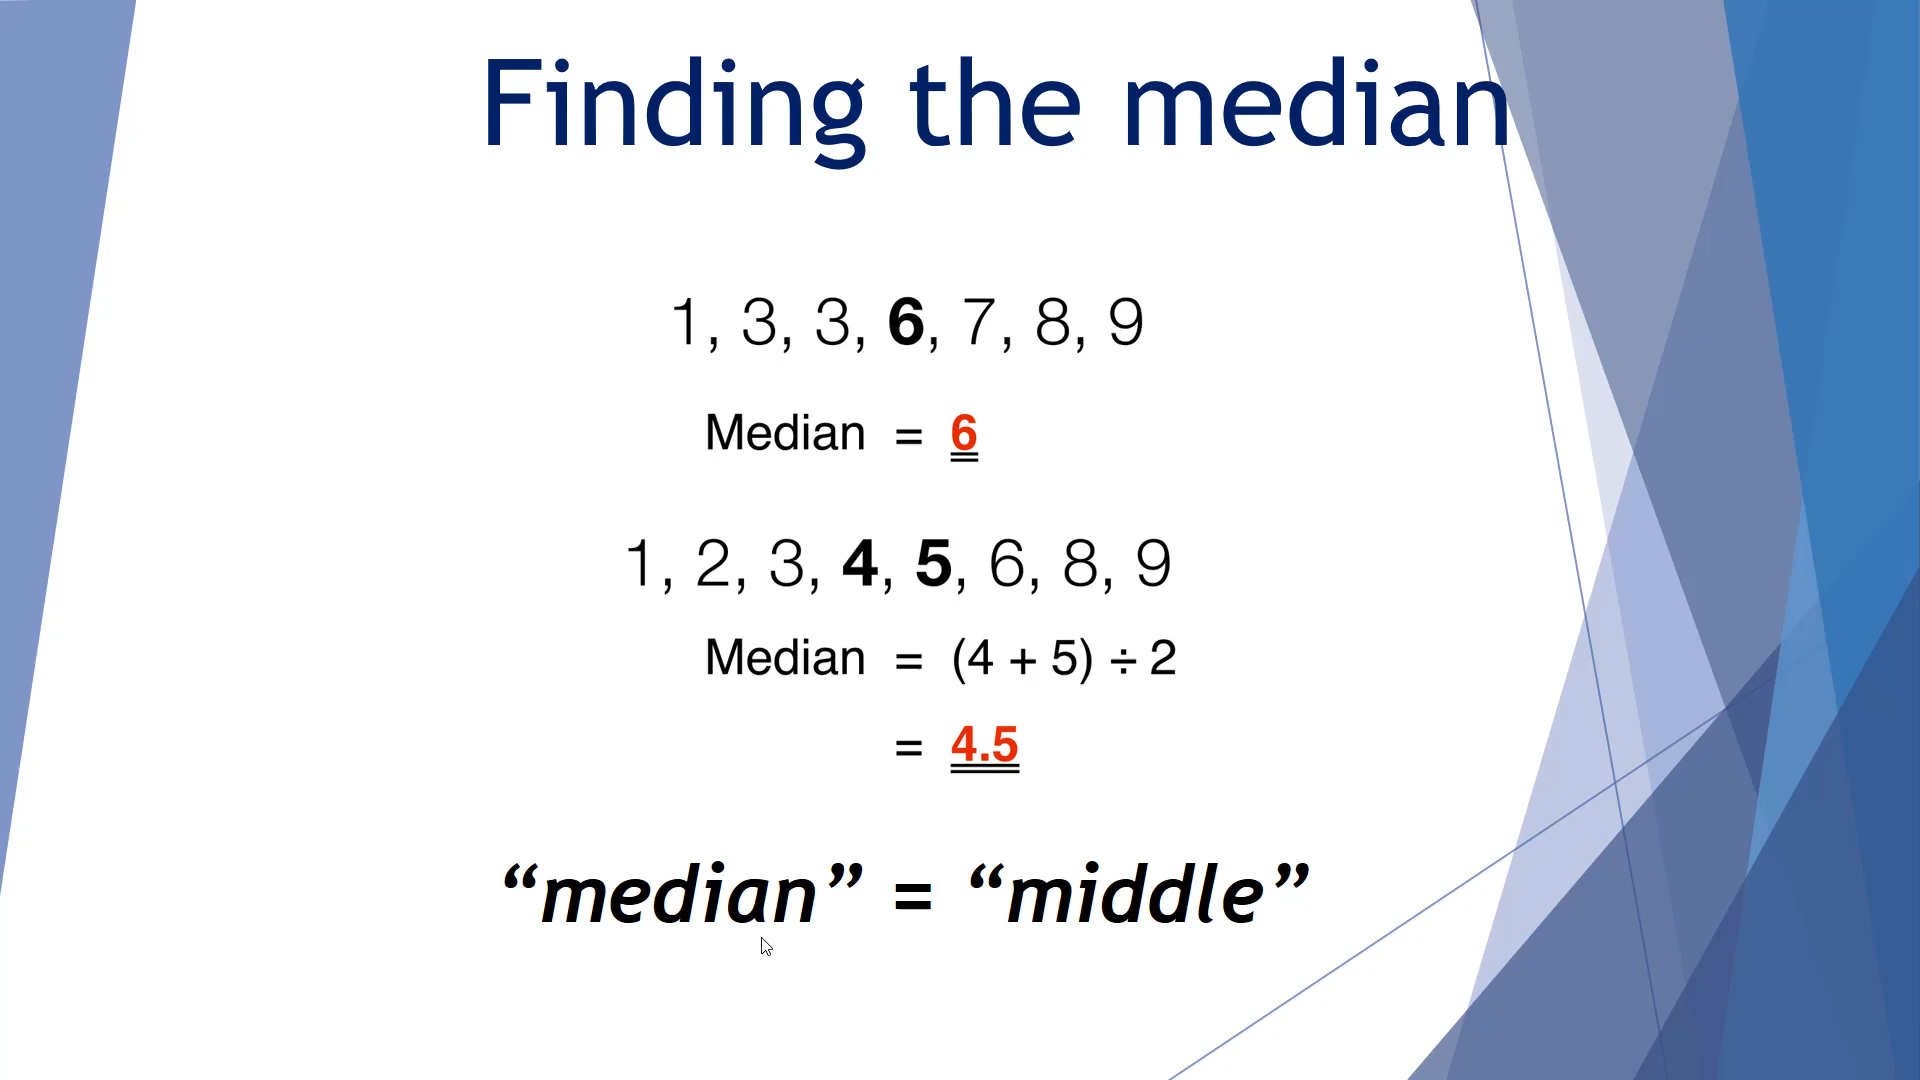 Finding the median
1, 3, 3, 6, 7, 8, 9
Median = 6
1, 2, 3, 4, 5, 6, 8, 9
Median = (4 + 5) ÷ 2
= 4.5
“median” = “middle”